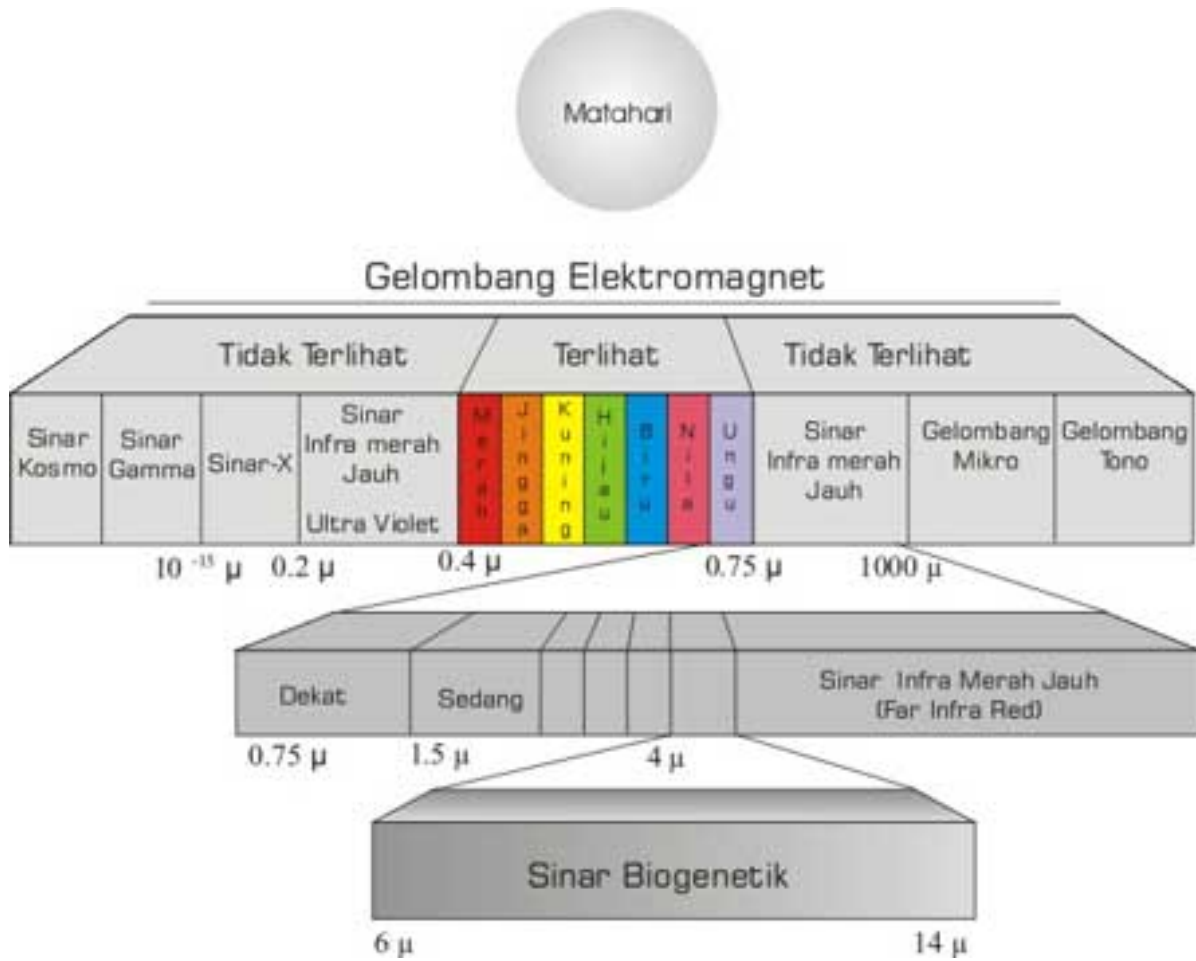 Matahari
Gelombang Elektromagnet
Tidak Terlihat
Terlihat
Tidak Terlihat
Sinar
Kosmo
Sinar
Gamma
Sinar-X
Sinar
Infra merah
Jauh
Ultra Violet
Merah
Jingga
Kuning
Hijau
Biru
Nila
Ungu
Sinar
Infra merah
Jauh
Gelombang
Mikro
Gelombang
Tono
10 ⁻¹⁵ µ
0.2 µ
0.4 µ
0.75 µ
1000 µ
Dekat
Sedang
Sinar Infra Merah Jauh
(Far Infra Red)
0.75 µ
1.5 µ
4 µ
Sinar Biogenetik
6 µ
14 µ